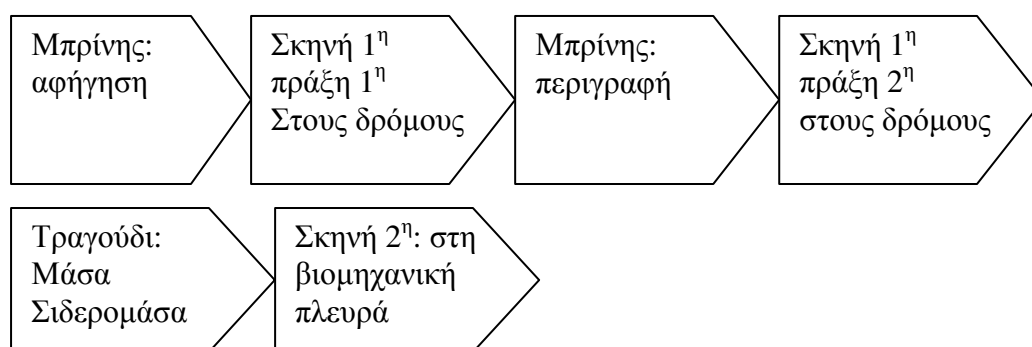 Μπρίνης:
αφήγηση
Σκηνή 1η
πράξη 1η
Στους δρόμους
Μπρίνης:
περιγραφή
Σκηνή 1η
πράξη 2η
στους δρόμους
Τραγούδι:
Μάσα
Σιδερομάσα
Σκηνή 2η: στη
βιομηχανική
πλευρά